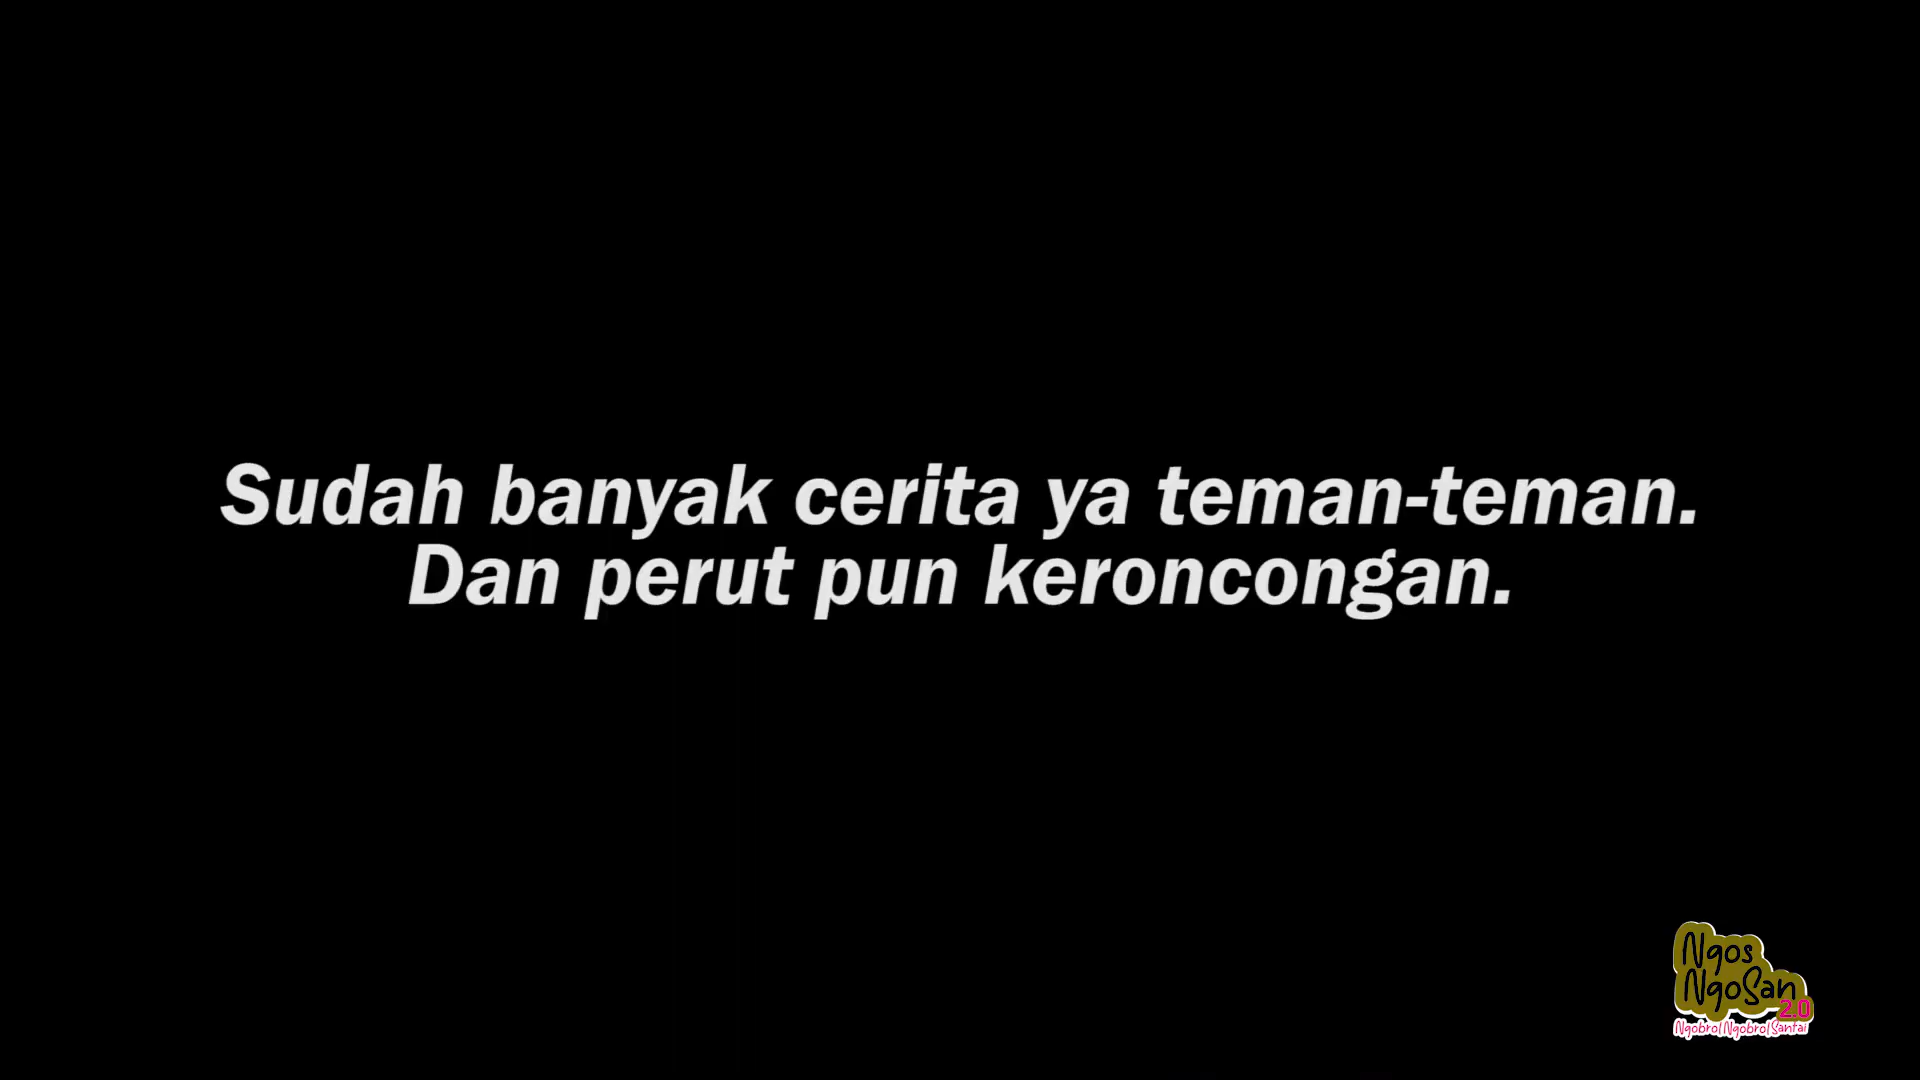 Sudah banyak cerita ya teman-teman.
Dan perut pun keroncongan.
Ngos
NgoSan
2.0
Ngobrol Ngobrol Santai